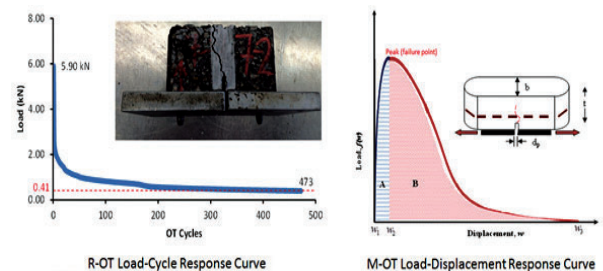 8.00
6.00
4.00
2.00
0.41
0.00
Load (kN)
5.90 kN
72
473
0
100
200
300
400
500
OT Cycles
R-OT Load-Cycle Response Curve
Peak (failure point)
Load, f(w)
A
B
b
t
W1
W2
W3
Displacement, w
M-OT Load-Displacement Response Curve